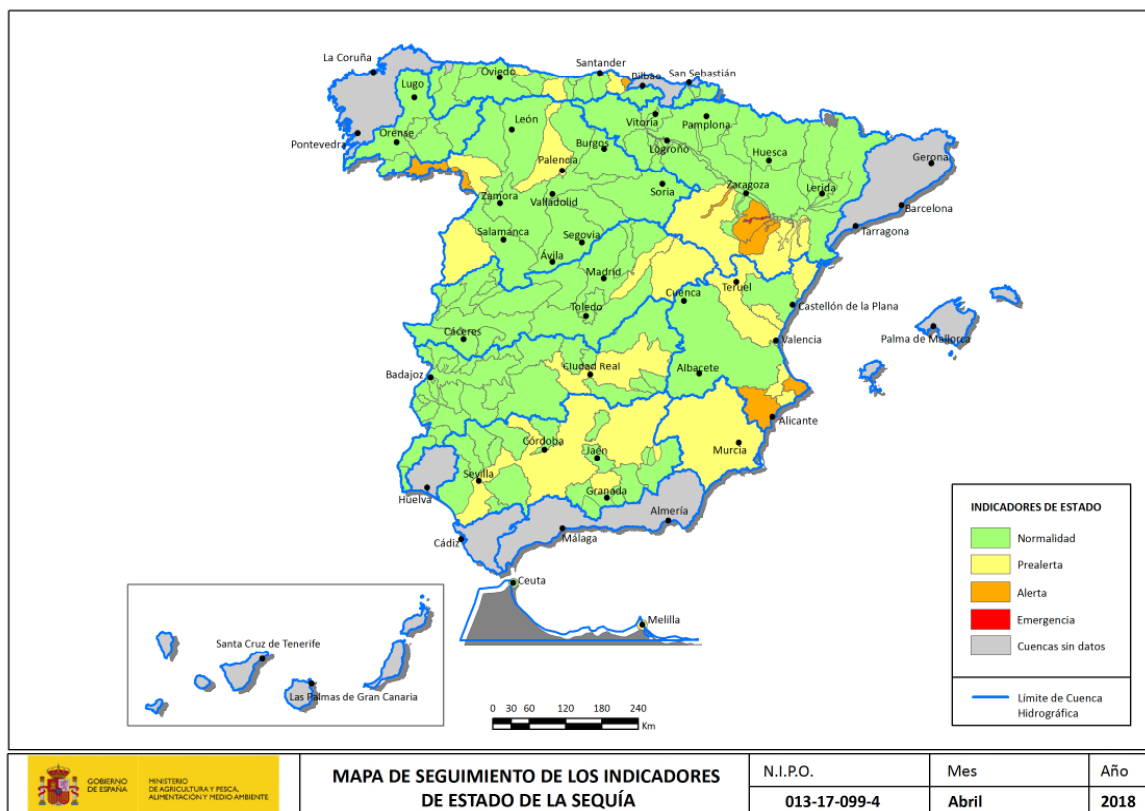 La Coruña
Lugo
Oviedo
Santander
Bilbao
San Sebastián
León
Vitoria
Pamplona
Pontevedra
Orense
Burgos
Logroño
Huesca
Gerona
Palencia
Zamora
Valladolid
Soria
Zaragoza
Lerida
Barcelona
Tarragona
Salamanca
Segovia
Ávila
Madrid
Teruel
Cuenca
Castellón de la Plana
Toledo
Cáceres
Valencia
Palma de Mallorca
Badajoz
Ciudad Real
Albacete
Alicante
Córdoba
Jaén
Murcia
Sevilla
Huelva
Granada
Almería
Cádiz
Málaga
Ceuta
Melilla
Santa Cruz de Tenerife
Las Palmas de Gran Canaria
0 30 60 120 180 240
Km
INDICADORES DE ESTADO
Normalidad
Prealerta
Alerta
Emergencia
Cuencas sin datos
Límite de Cuenca
Hidrográfica
GOBIERNO
DE ESPAÑA
MINISTERIO
DE AGRICULTURA Y PESCA,
ALIMENTACIÓN Y MEDIO AMBIENTE
MAPA DE SEGUIMIENTO DE LOS INDICADORES
DE ESTADO DE LA SEQUÍA
N.I.P.O.
013-17-099-4
Mes
Abril
Año
2018